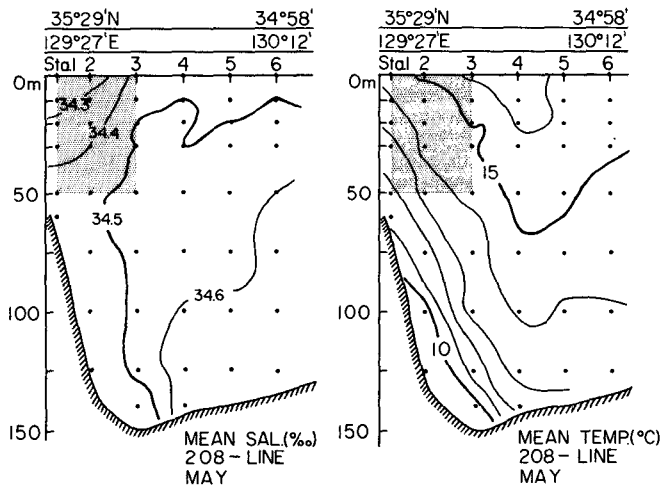 35°29'N 34°58'
129°27'E 130°12'
Sta1 2 3 4 5 6
0m
34.3
34.4
50
34.5
34.6
100
150
MEAN SAL.(‰)
208-LINE
MAY
35°29'N 34°58'
129°27'E 130°12'
Sta1 2 3 4 5 6
0m
15
50
100
10
150
MEAN TEMP.(°C)
208-LINE
MAY